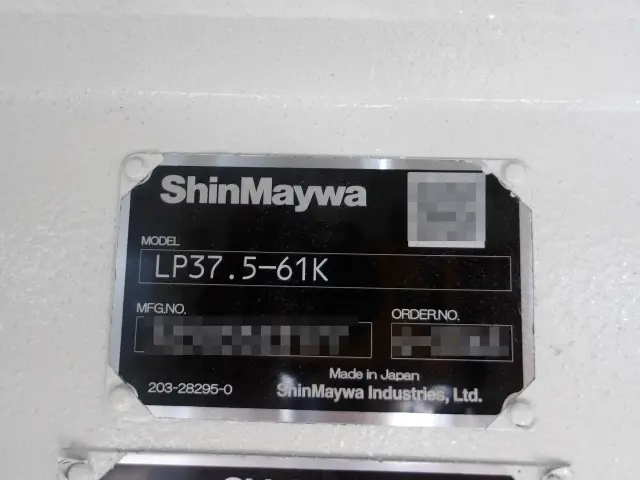 ShinMaywa
MODEL
LP37.5-61K
MFG.NO.
ORDER.NO.
Made in Japan
203-28295-0
ShinMaywa Industries, Ltd.